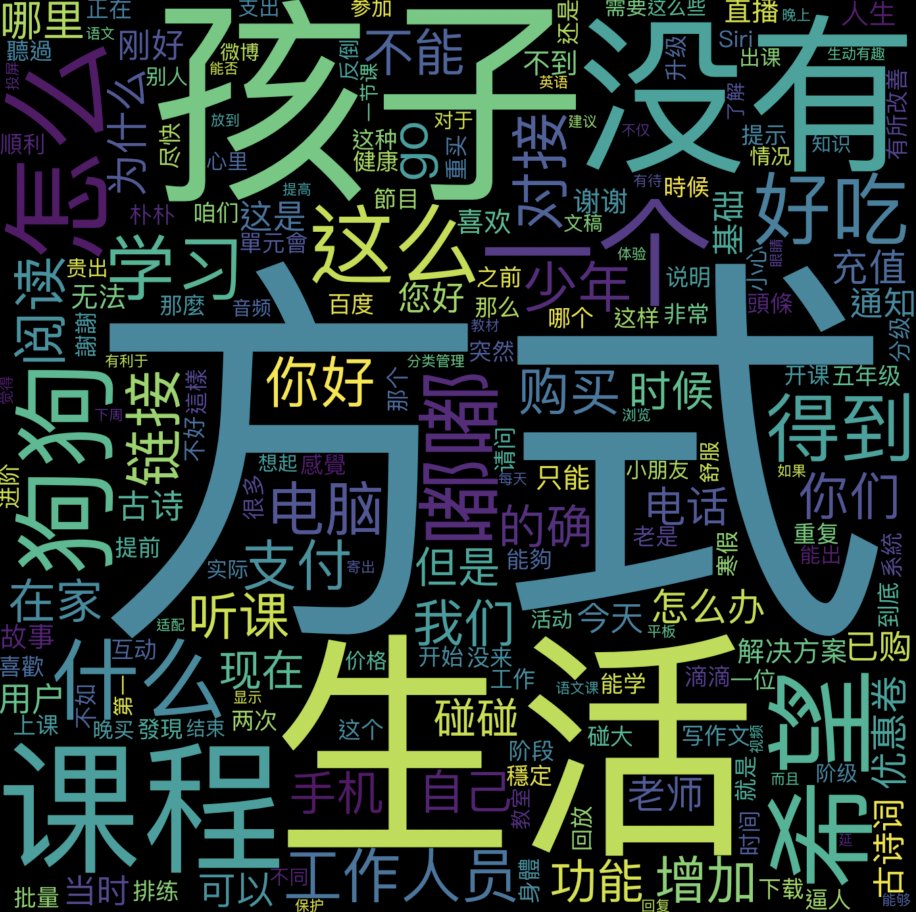 哪里
正在
语文
支出
参加
还是
需要这么些
直播
晚上
人生
聽過
刚好
微博
能否
反倒
不能
不到
英语
升级
Siri
出课
生动有趣
投屏
别人
孩子
没有
怎么
順利
为什么
尽快
放到
心里
一节课
这种
健康
go
对于
重买
对接
建议
不仅
了解
提示
情况
知识
有所改善
朴朴
咱们
提高
这是
單元會
節目
喜欢
谢谢
文稿
有待
時候
基础
好吃
阅读
贵出
学习
无法
那麼
音频
这么
百度
您好
之前
那么
一个
少年
体验
说明
小心
眼睛
頭條
充值
通知
分级
謝謝
有利于
你好
分类管理
教材
突然
哪个
这样
非常
方式
觉得
下周
狗狗
链接
不好
這樣
那个
嘟嘟
购买
时候
浏览
开课
五年级
得到
进阶
古诗
提前
想起
感覺
很多
电脑
请问
每天
只能
小朋友
舒服
如果
你们
的确
电话
老是
寒假
重复
能出
系統
实际
支付
寄出
但是
能夠
在家
适配
听课
我们
活动
今天
平板
怎么办
到底
故事
喜歡
什么
互动
现在
价格
开始
没来
工作
语文课
能学
滴滴
一位
解决方案
已购
用户
不如
第一
显示
上课
晚买
發現
结束
两次
这个
生活
碰碰
阶段
穩定
碰大
写作文
视频
就是
而且
阶级
希望
优惠卷
课程
手机
自己
教室
回放
老师
时间
古诗词
批量
当时
排练
可以
不同
保护
工作人员
身體
功能
回复
增加
下载
逼人
能够